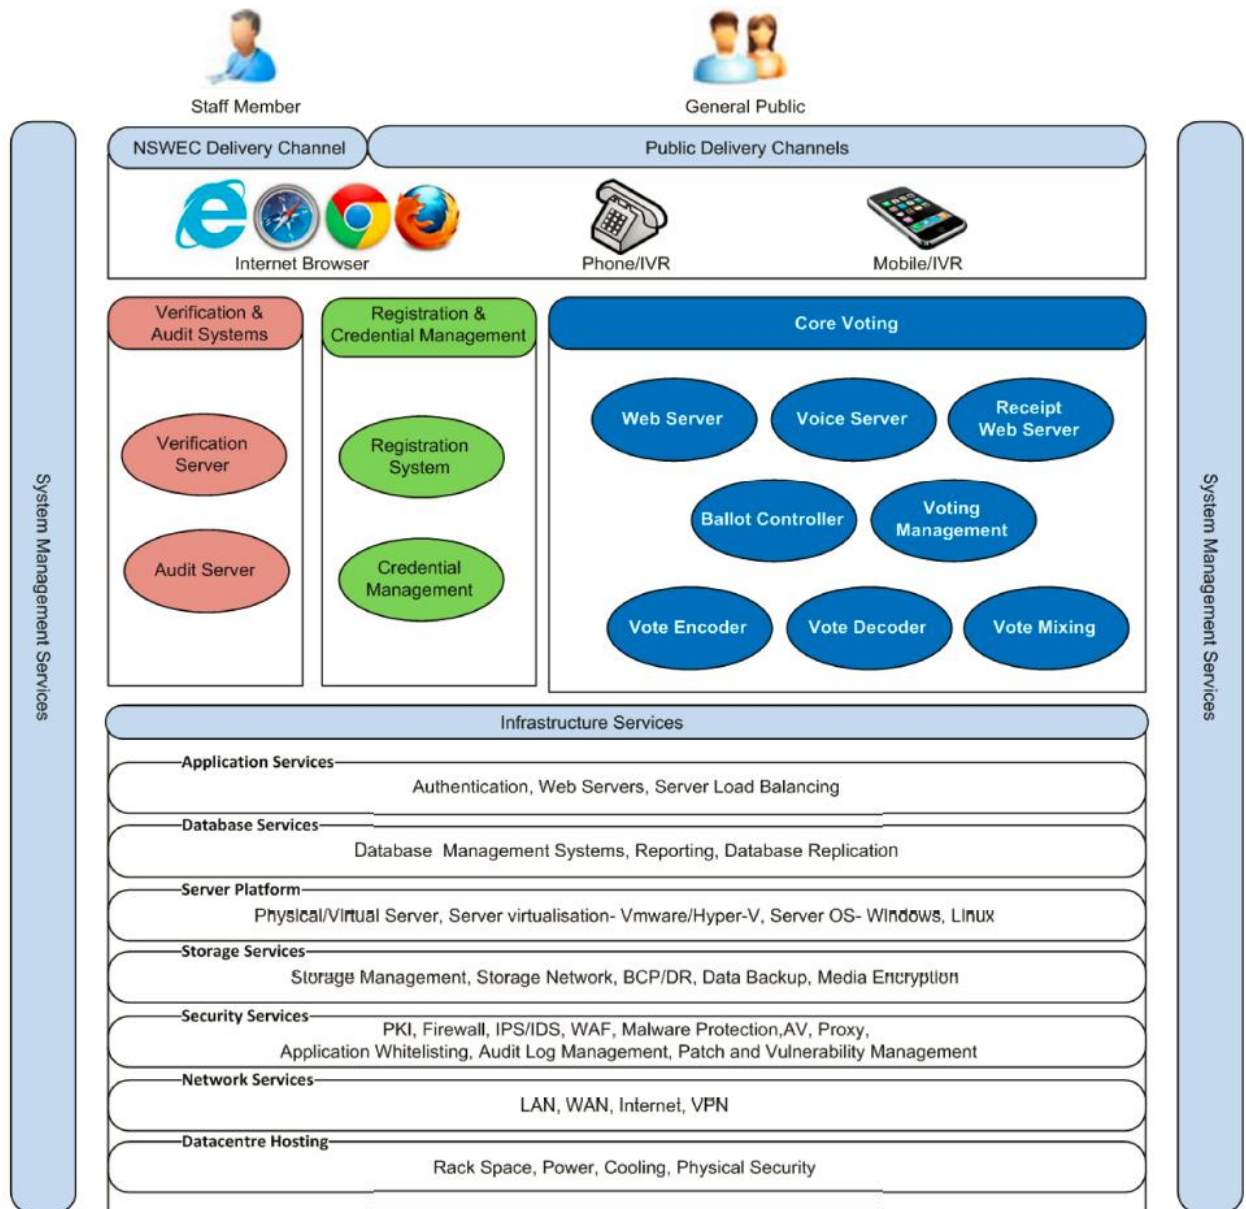 Staff Member
General Public
NSWEC Delivery Channel
Public Delivery Channels
Internet Browser
Phone/IVR
Mobile/IVR
System Management Services
System Management Services
Verification &
Audit Systems
Registration &
Credential Management
Core Voting
Verification
Server
Audit Server
Registration
System
Credential
Management
Web Server
Voice Server
Receipt
Web Server
Ballot Controller
Voting
Management
Vote Encoder
Vote Decoder
Vote Mixing
Infrastructure Services
Application Services
Authentication, Web Servers, Server Load Balancing
Database Services
Database Management Systems, Reporting, Database Replication
Server Platform
Physical/Virtual Server, Server virtualisation- Vmware/Hyper-V, Server OS- Windows, Linux
Storage Services
Storage Management, Storage Network, BCP/DR, Data Backup, Media Encryption
Security Services
PKI, Firewall, IPS/IDS, WAF, Malware Protection,AV, Proxy,
Application Whitelisting, Audit Log Management, Patch and Vulnerability Management
Network Services
LAN, WAN, Internet, VPN
Datacentre Hosting
Rack Space, Power, Cooling, Physical Security